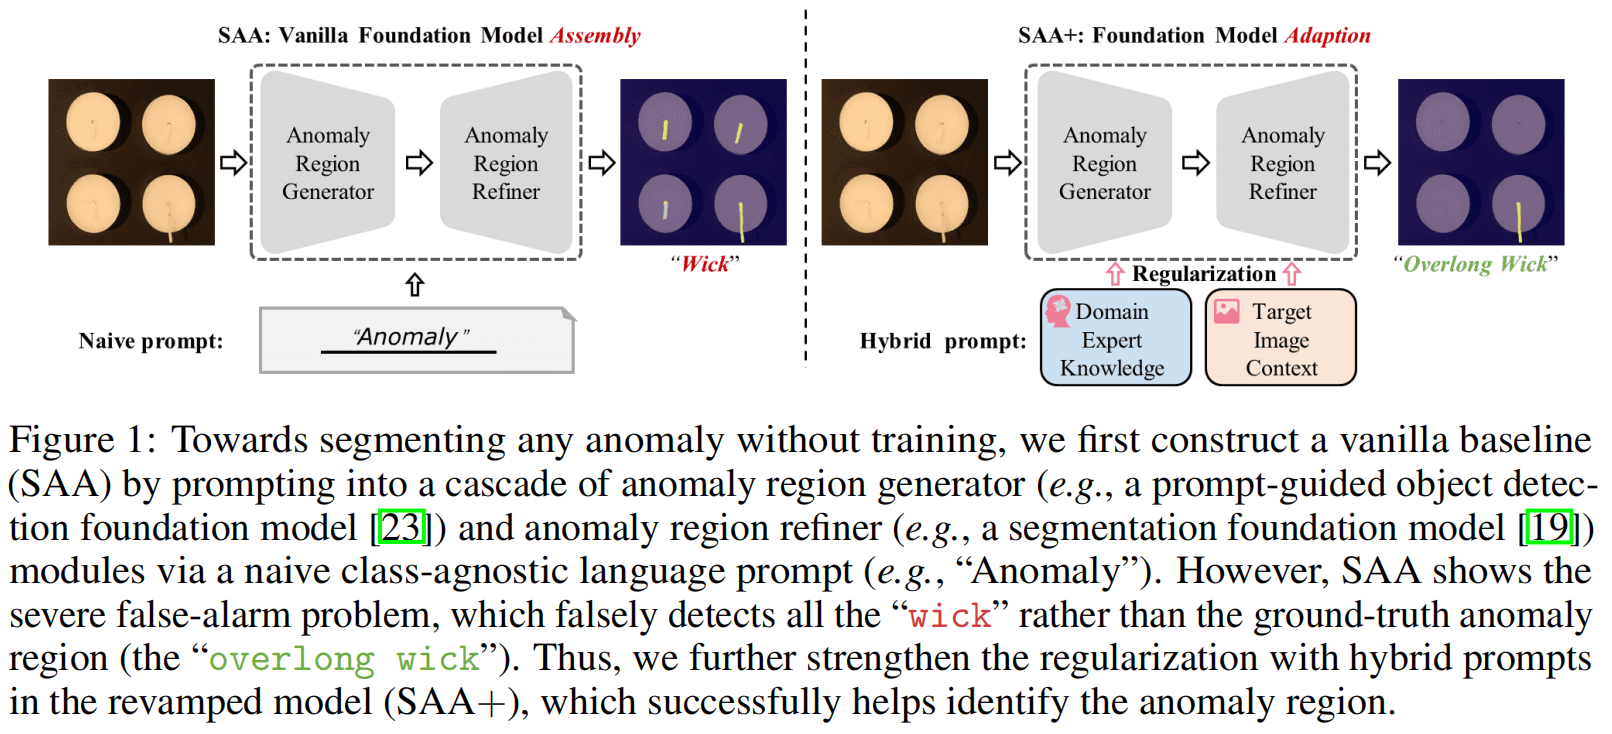 SAA: Vanilla Foundation Model Assembly
Anomaly
Region
Generator
Anomaly
Region
Refiner
“Wick”
Naive prompt:
“Anomaly”
SAA+: Foundation Model Adaption
Anomaly
Region
Generator
Anomaly
Region
Refiner
“Overlong Wick”
Regularization
Hybrid prompt:
Domain
Expert
Knowledge
Target
Image
Context
Figure 1: Towards segmenting any anomaly without training, we first construct a vanilla baseline
(SAA) by prompting into a cascade of anomaly region generator (e.g., a prompt-guided object detec-
tion foundation model [23]) and anomaly region refiner (e.g., a segmentation foundation model [19])
modules via a naive class-agnostic language prompt (e.g., “Anomaly”). However, SAA shows the
severe false-alarm problem, which falsely detects all the “wick” rather than the ground-truth anomaly
region (the “overlong wick”). Thus, we further strengthen the regularization with hybrid prompts
in the revamped model (SAA+), which successfully helps identify the anomaly region.